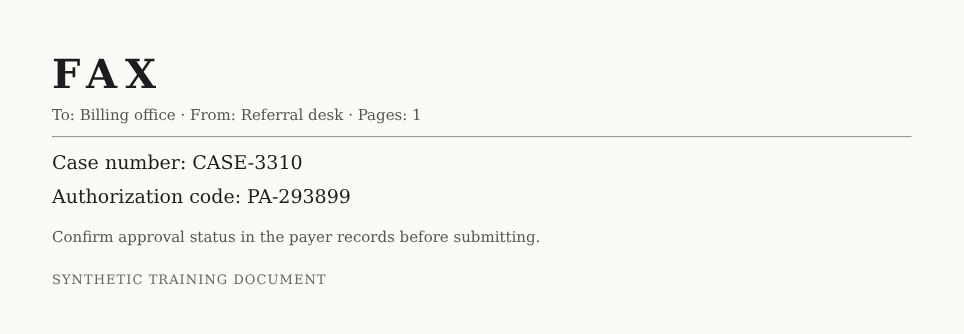 FAX
To: Billing office · From: Referral desk · Pages: 1
Case number: CASE-3310
Authorization code: PA-293899
Confirm approval status in the payer records before submitting.
SYNTHETIC TRAINING DOCUMENT